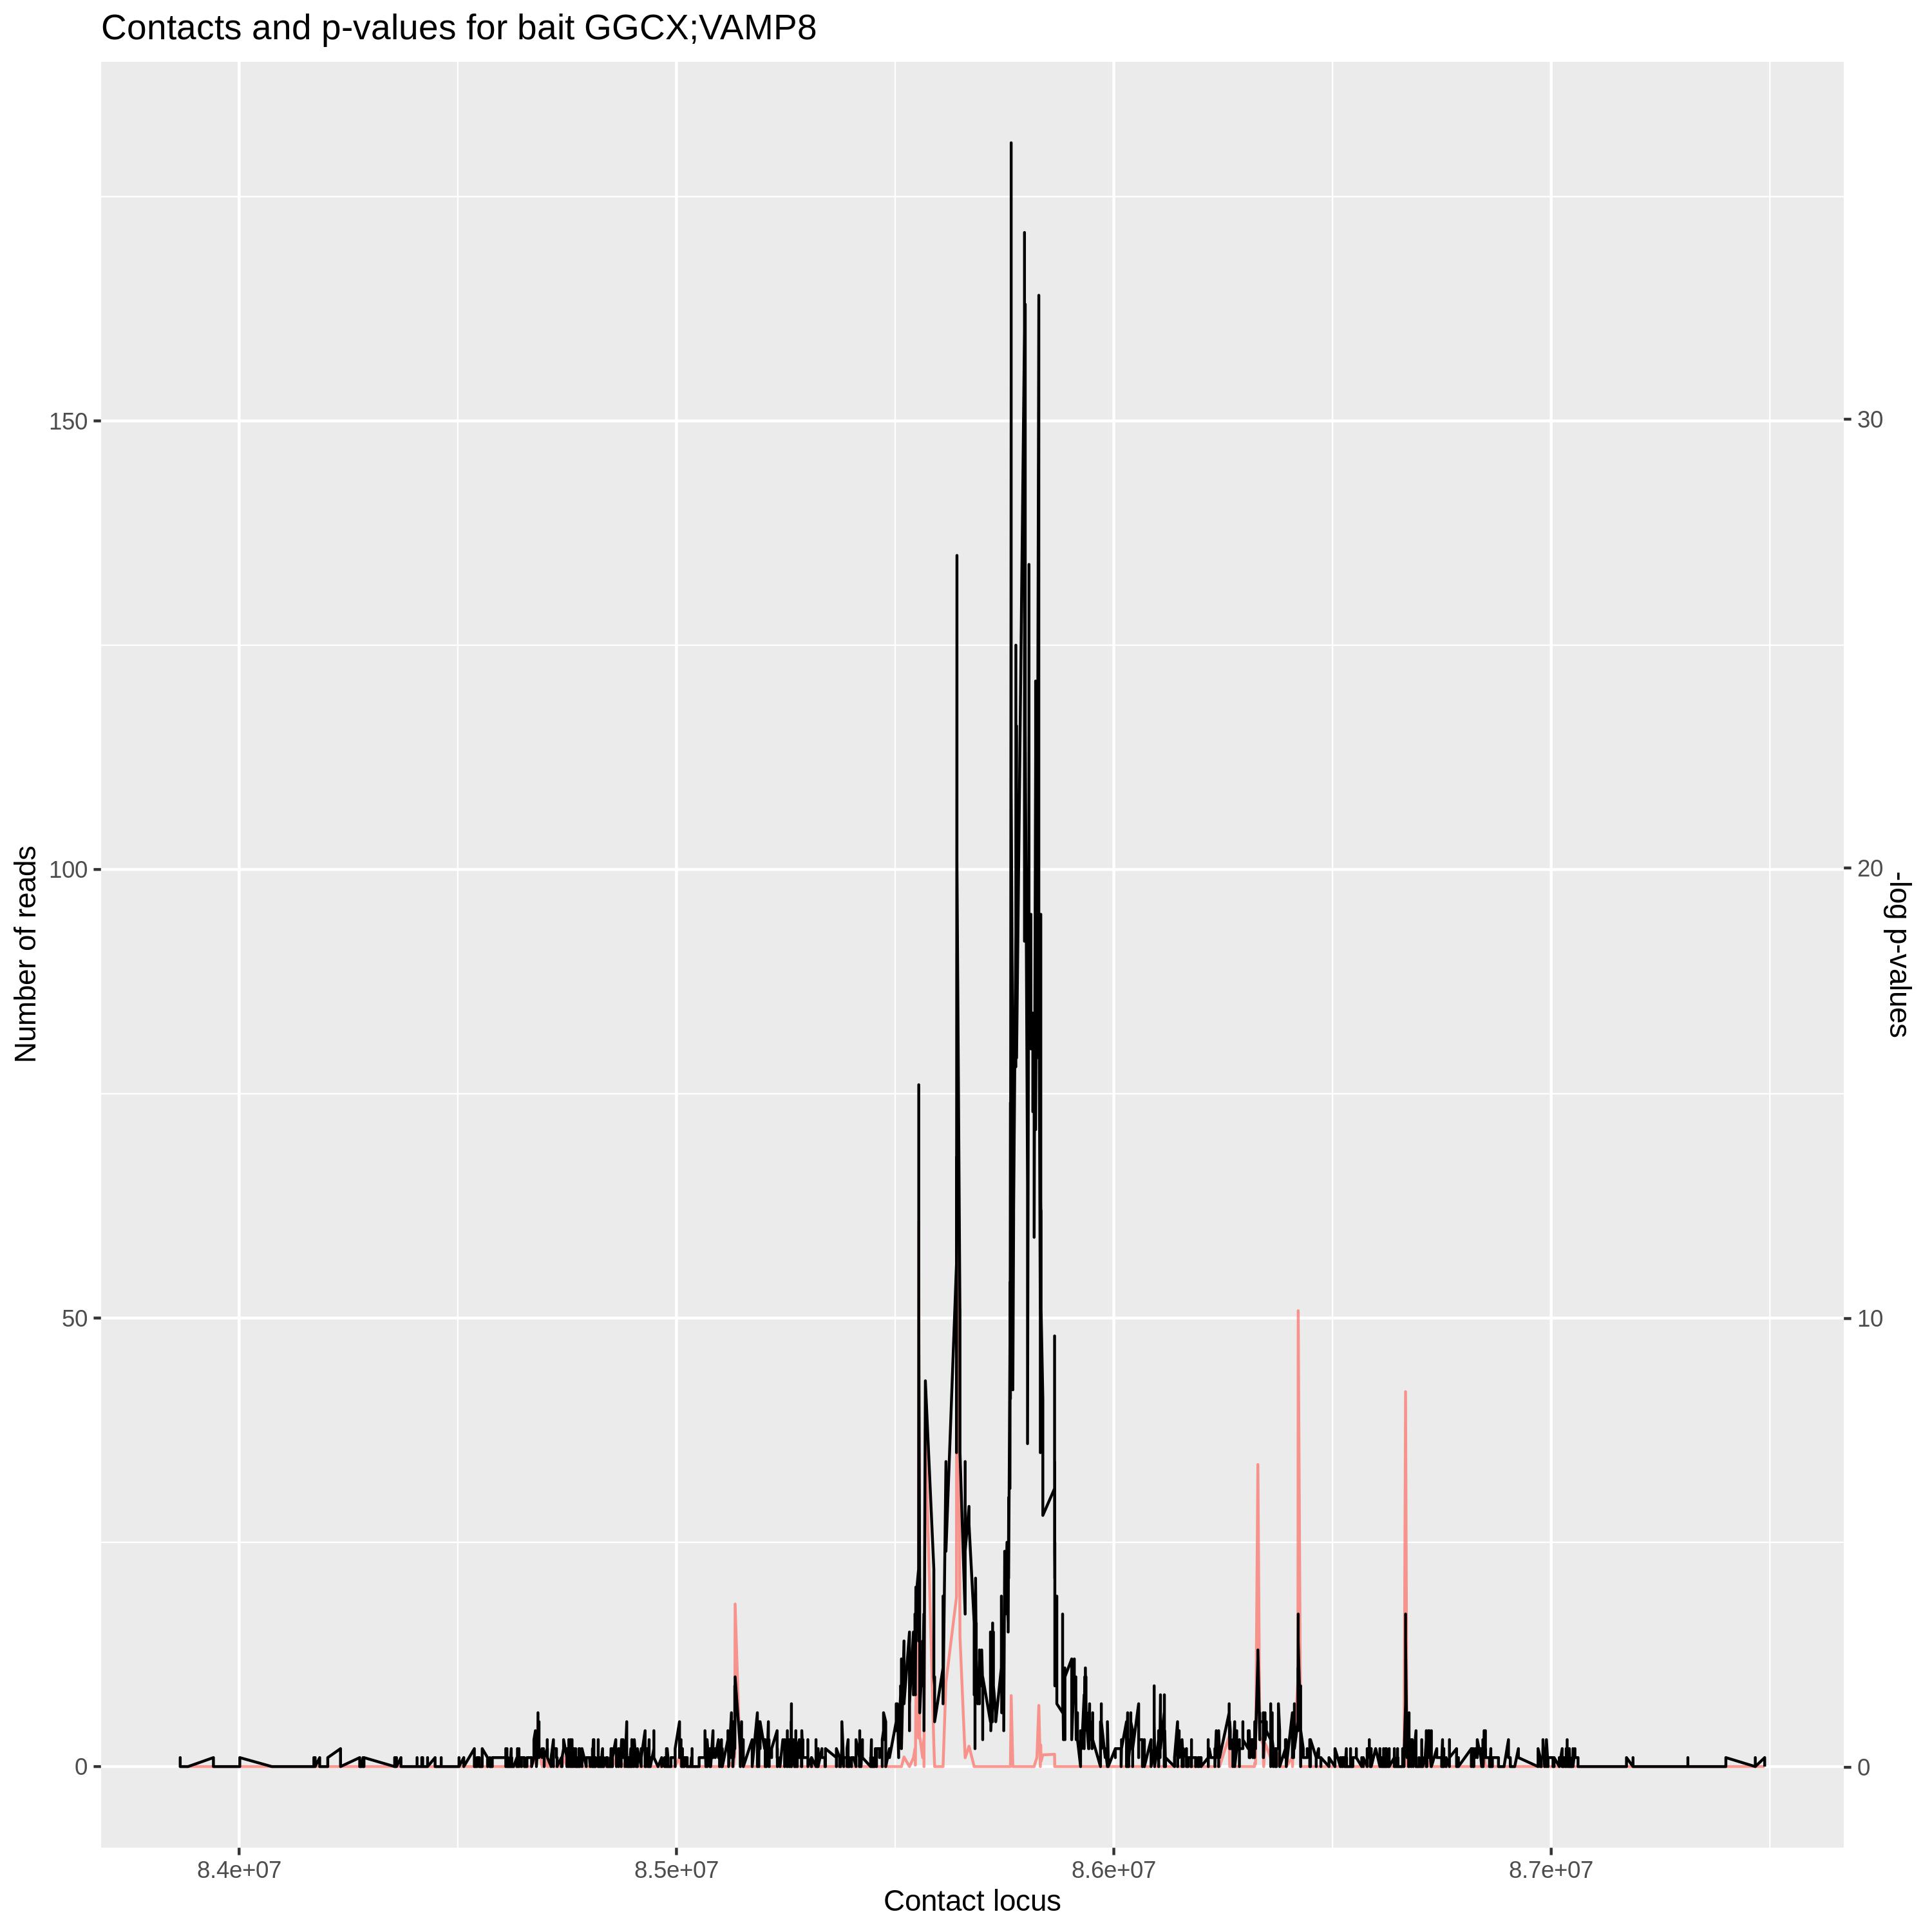 Contacts and p-values for bait GGCX;VAMP8
150
100
50
0
30
20
10
0
Number of reads
-log p-values
8.4e+07
8.5e+07
8.6e+07
8.7e+07
Contact locus